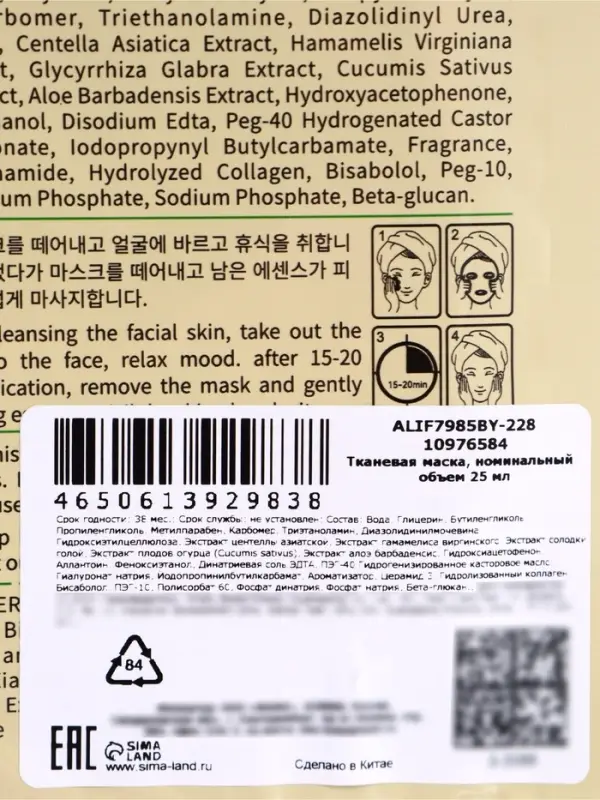 rbomer, Triethanolamine, Diazolidinyl Urea,
, Centella Asiatica Extract, Hamamelis Virginiana
t, Glycyrrhiza Glabra Extract, Cucumis Sativus
ct, Aloe Barbadensis Extract, Hydroxyacetophenone,
anol, Disodium Edta, Peg-40 Hydrogenated Castor
onate, Iodopropynyl Butylcarbamate, Fragrance,
namide, Hydrolyzed Collagen, Bisabolol, Peg-10,
um Phosphate, Sodium Phosphate, Beta-glucan.
크를 떼어내고 얼굴에 바르고 휴식을 취합니
었다가 마스크를 떼어내고 남은 에센스가 피
렵게 마사지합니다.
leansing the facial skin, take out the
o the face, relax mood. after 15-20
ication, remove the mask and gently
1
2
3
15-20min
4
ALIF7985BY-228
10976584
Тканевая маска, номинальный
объем 25 мл
4650613929838
Срок годности: 36 мес.; Срок службы: не установлен; Состав: Вода, Глицерин, Бутиленгликоль
Пропиленгликоль, Метилпарабен, Карбомер, Триэтаноламин, Диазолидинилмочевина
Гидроксиэтилцеллюлоза, Экстракт центеллы азиатской, Экстракт гамамелиса виргинского, Экстракт солодки
голой, Экстракт плодов огурца (Cucumis sativus), Экстракт алоэ барбаденсис, Гидроксиацетофенон,
Аллантоин, Феноксиэтанол, Динатриевая соль ЭДТА, ПЭГ-40 Гидрогенизированное касторовое масло
Гиалуронат натрия, Йодопропинилбутилкарбамат, Ароматизатор, Церамид 3, Гидролизованный коллаген
Бисаболол, ПЭГ-10, Полисорбат 60, Фосфат динатрия, Фосфат натрия, Бета-глюкан
84
EAC
SIMA
LAND
www.sima-land.ru
Сделано в Китае